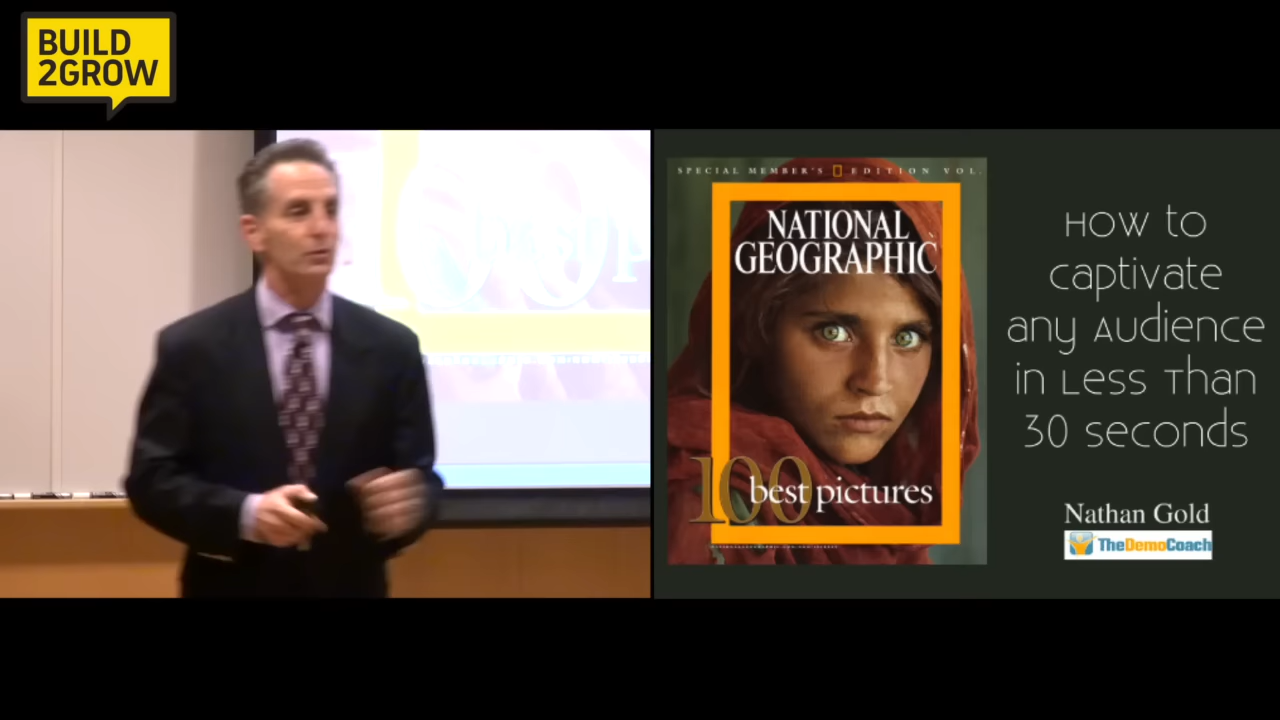 BUILD
2GROW
SPECIAL MEMBER'S EDITION VOL.
NATIONAL
GEOGRAPHIC
100
best pictures
How to
captivate
any Audience
in Less Than
30 seconds
Nathan Gold
TheDemoCoach